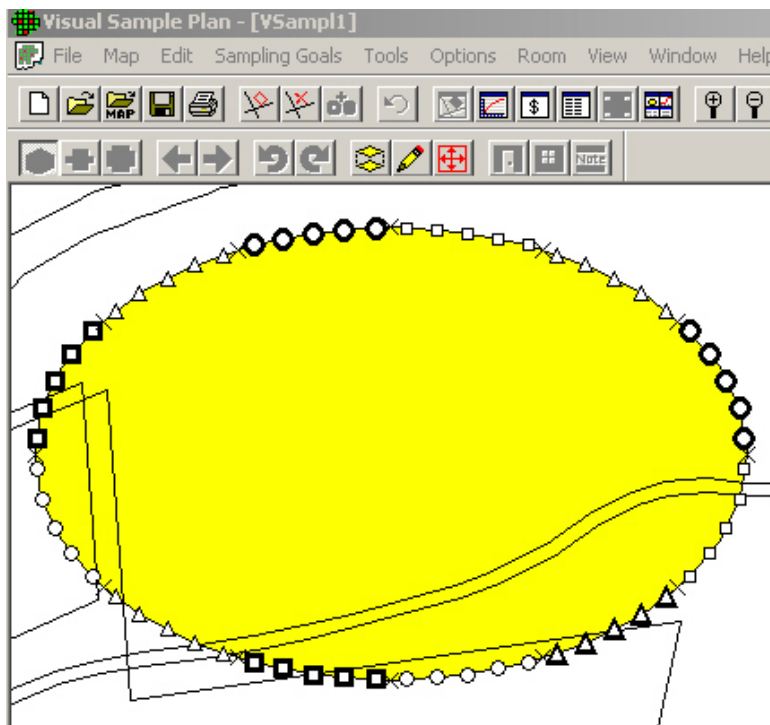 Visual Sample Plan - [VSampl1]
File Map Edit Sampling Goals Tools Options Room View Window Help
MAP $
Note